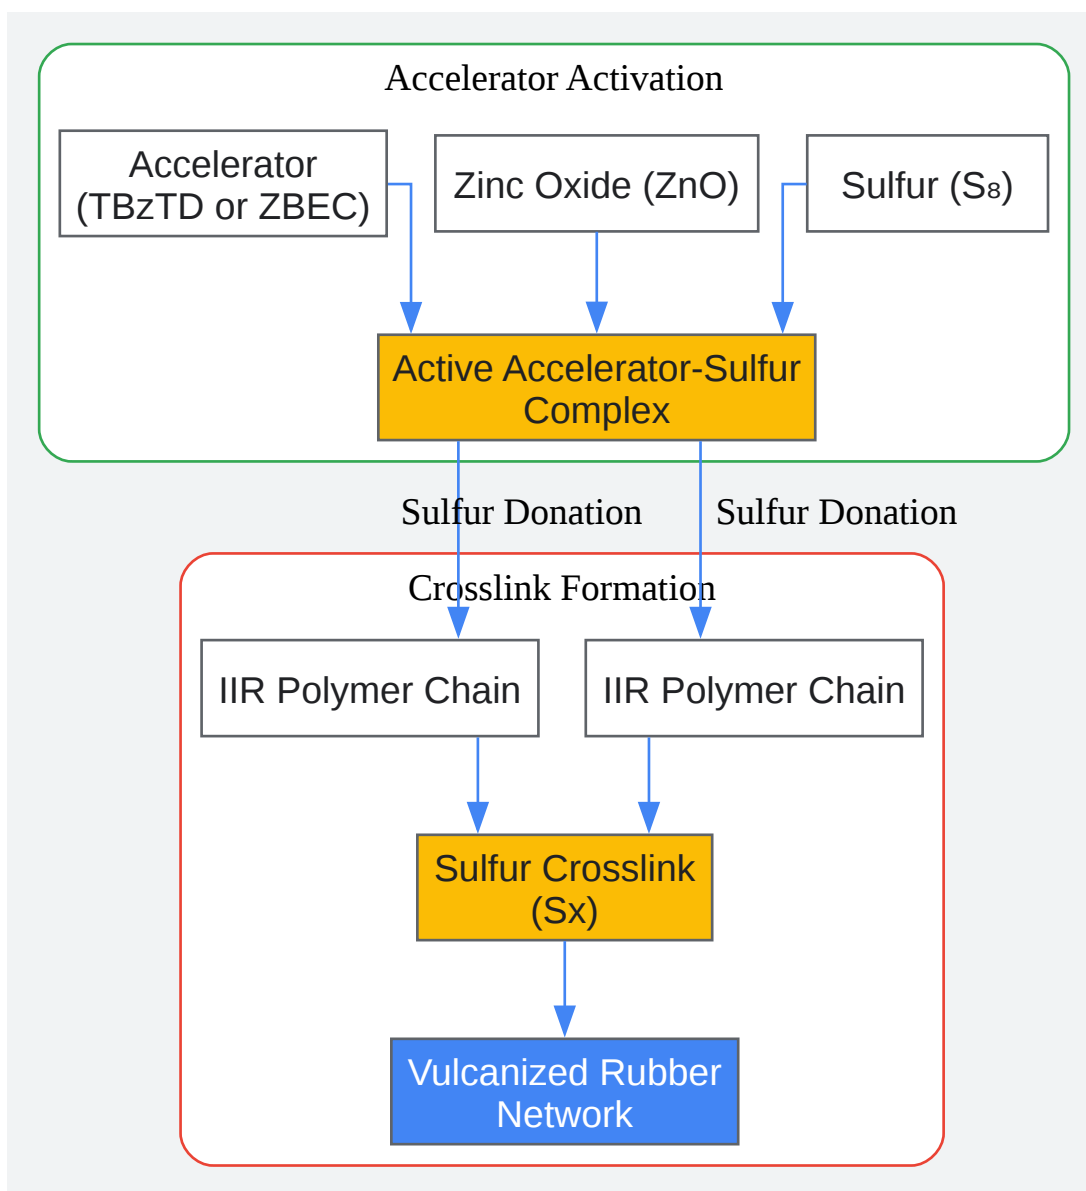 Accelerator Activation
Accelerator
(TBzTD or ZBEC)
Zinc Oxide (ZnO)
Sulfur (S₈)
Active Accelerator-Sulfur
Complex
Sulfur Donation
Sulfur Donation
Crosslink Formation
IIR Polymer Chain
IIR Polymer Chain
Sulfur Crosslink
(Sx)
Vulcanized Rubber
Network